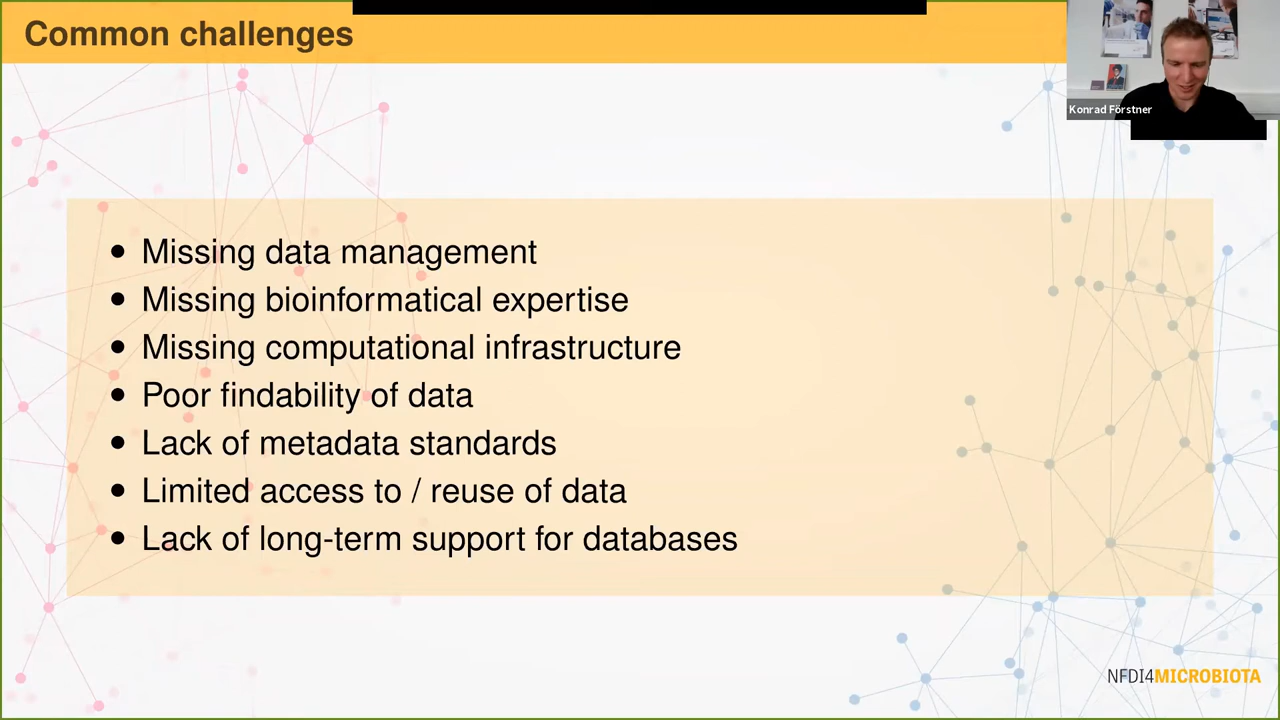 Common challenges
Konrad Förstner
• Missing data management
• Missing bioinformatical expertise
• Missing computational infrastructure
• Poor findability of data
• Lack of metadata standards
• Limited access to / reuse of data
• Lack of long-term support for databases
NFDI4MICROBIOTA